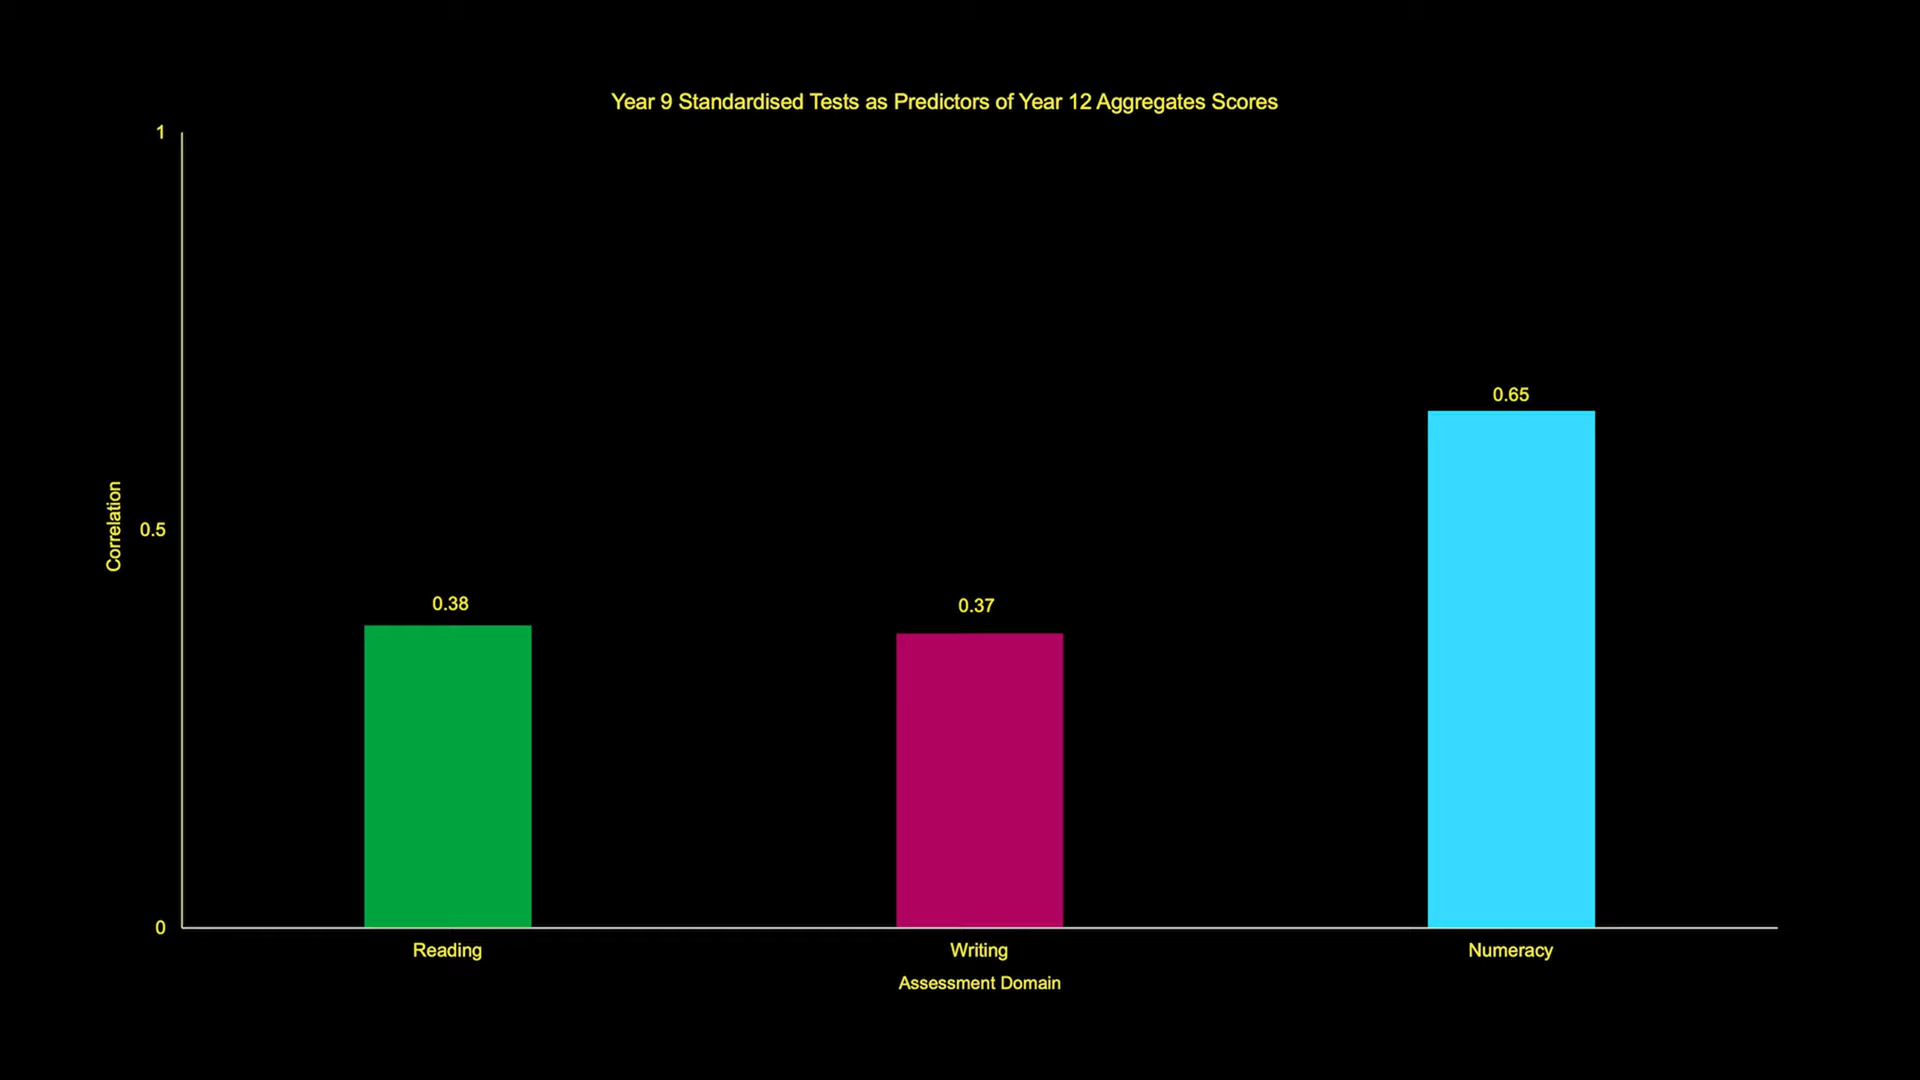 Year 9 Standardised Tests as Predictors of Year 12 Aggregates Scores
1
0.65
Correlation
0.5
0.38
0.37
0
Reading
Writing
Numeracy
Assessment Domain